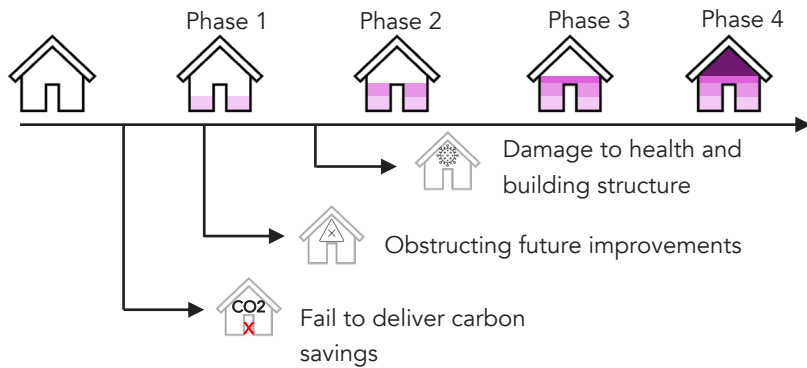 Phase 1
Phase 2
Phase 3
Phase 4
Damage to health and
building structure
Obstructing future improvements
CO2
X
Fail to deliver carbon
savings